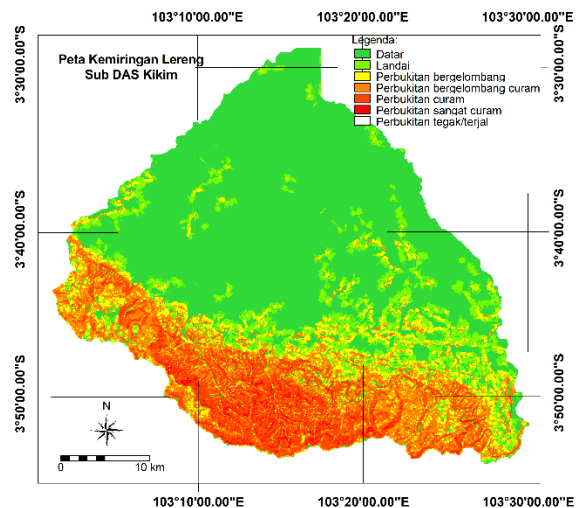 103°10'00.00"E
103°20'00.00"E
103°30'00.00"E
Peta Kemiringan Lereng
Sub DAS Kikim
Legenda:
Datar
Landai
Perbukitan bergelombang
Perbukitan bergelombang curam
Perbukitan curam
Perbukitan sangat curam
Perbukitan tegak/terjal
3°30'00.00"S
3°30'00.00"S
3°40'00.00"S
3°40'00.00"S
3°50'00.00"S
3°50'00.00"S
N
0
10 km
103°10'00.00"E
103°20'00.00"E
103°30'00.00"E